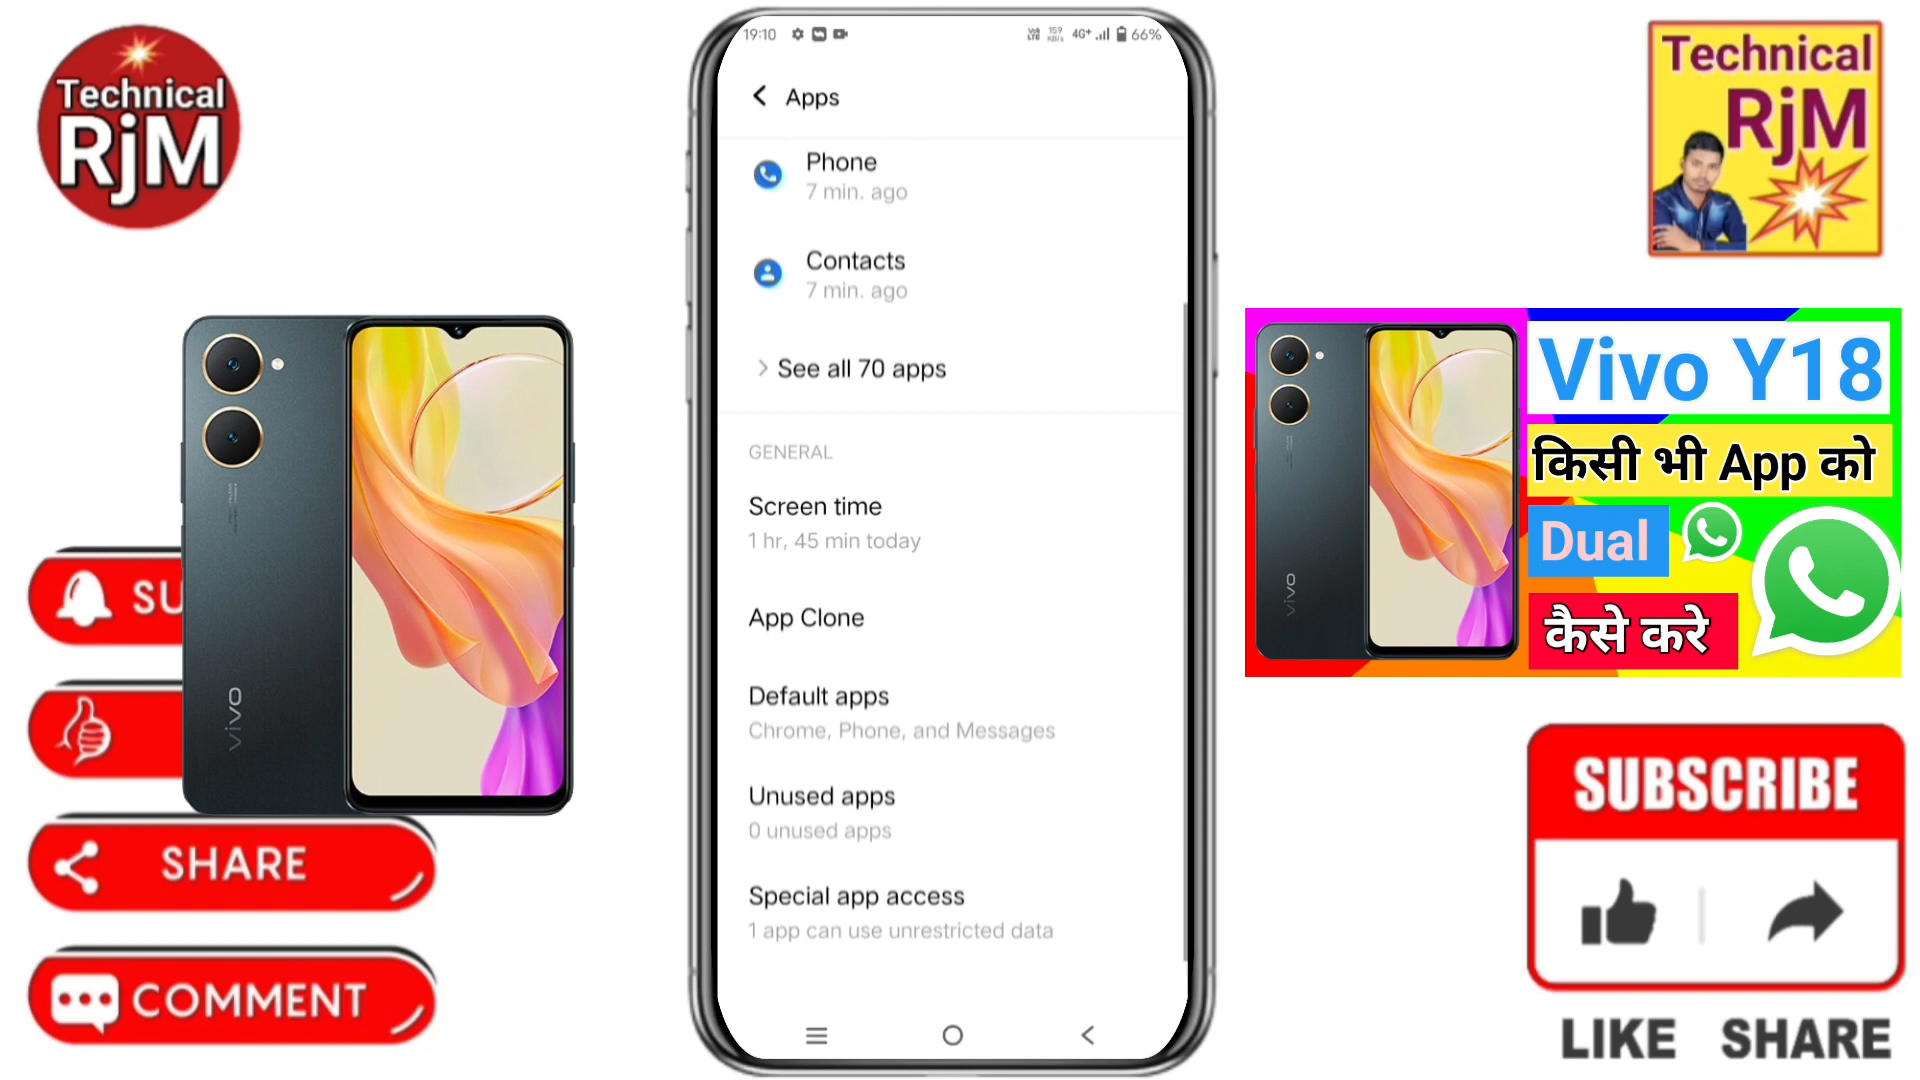 Technical
RjM
SU
SHARE
COMMENT
vivo
19:10
4G+
66%
Apps
Phone
7 min. ago
Contacts
7 min. ago
See all 70 apps
GENERAL
Screen time
1 hr, 45 min today
App Clone
Default apps
Chrome, Phone, and Messages
Unused apps
0 unused apps
Special app access
1 app can use unrestricted data
Technical
RjM
Vivo Y18
किसी भी App को
Dual
कैसे करे
vivo
SUBSCRIBE
LIKE SHARE